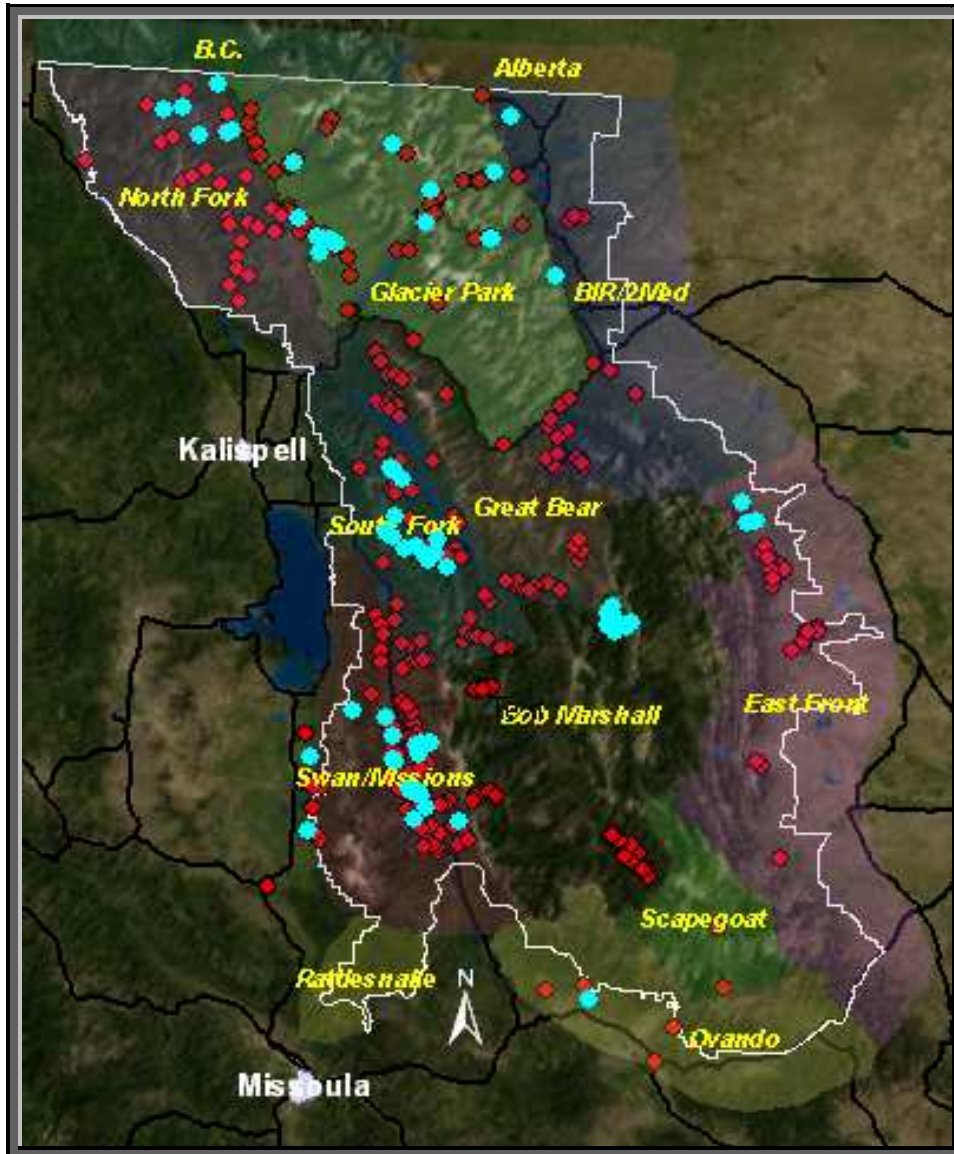 B.C.
Alberta
North Fork
Glacier Park
BIR/2Med
Kalispell
Great Bear
South Fork
East Front
Bob Marshall
Swan/Missions
Scapegoat
Rattlesnake
N
Ovando
Missoula